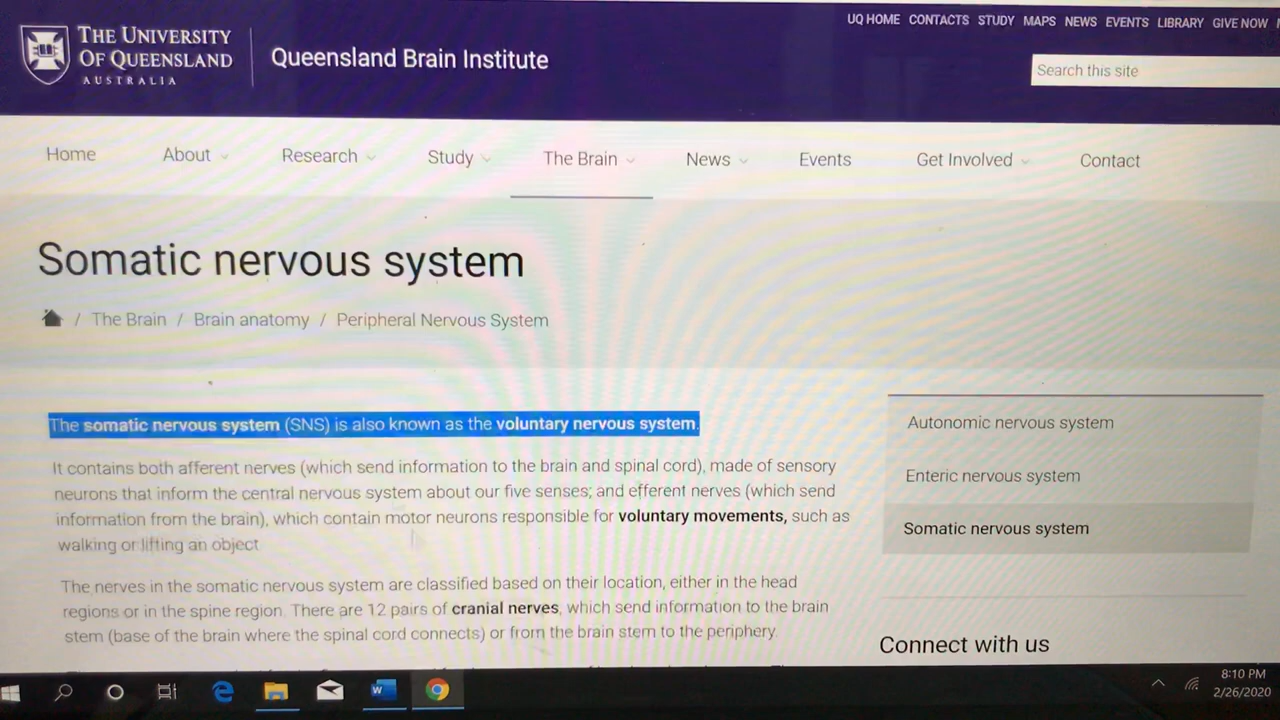 THE UNIVERSITY
OF QUEENSLAND
AUSTRALIA
Queensland Brain Institute
UQ HOME CONTACTS STUDY MAPS NEWS EVENTS LIBRARY GIVE NOW
Search this site
Home About Research Study The Brain News Events Get Involved Contact
Somatic nervous system
/ The Brain / Brain anatomy / Peripheral Nervous System
The somatic nervous system (SNS) is also known as the voluntary nervous system.
It contains both afferent nerves (which send information to the brain and spinal cord), made of sensory
neurons that inform the central nervous system about our five senses; and efferent nerves (which send
information from the brain), which contain motor neurons responsible for voluntary movements, such as
walking or lifting an object
The nerves in the somatic nervous system are classified based on their location, either in the head
regions or in the spine region. There are 12 pairs of cranial nerves, which send information to the brain
stem (base of the brain where the spinal cord connects) or from the brain stem to the periphery.
Autonomic nervous system
Enteric nervous system
Somatic nervous system
Connect with us
8:10 PM
2/26/2020